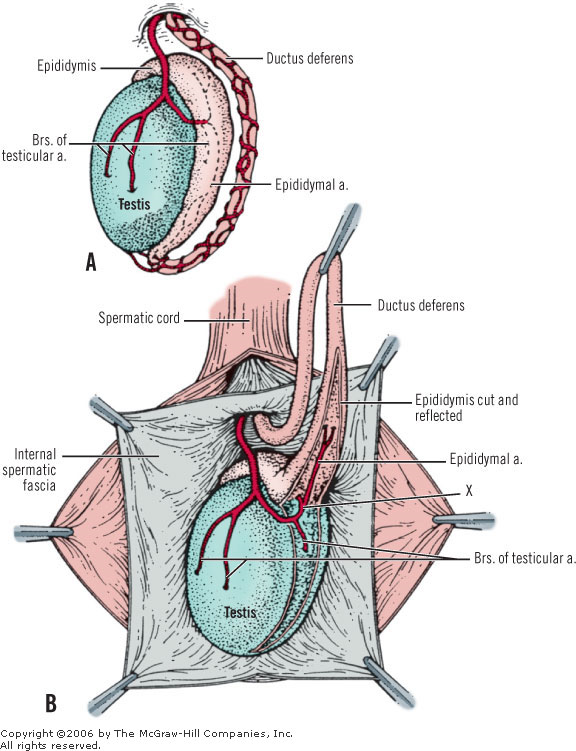 Ductus deferens
Epididymis
Brs. of
testicular a.
Epididymal a.
Testis
A
Ductus deferens
Spermatic cord
Epididymis cut and
reflected
Internal
spermatic
fascia
Epididymal a.
X
Brs. of testicular a.
Testis
B
Copyright ©2006 by The McGraw-Hill Companies, Inc.
All rights reserved.